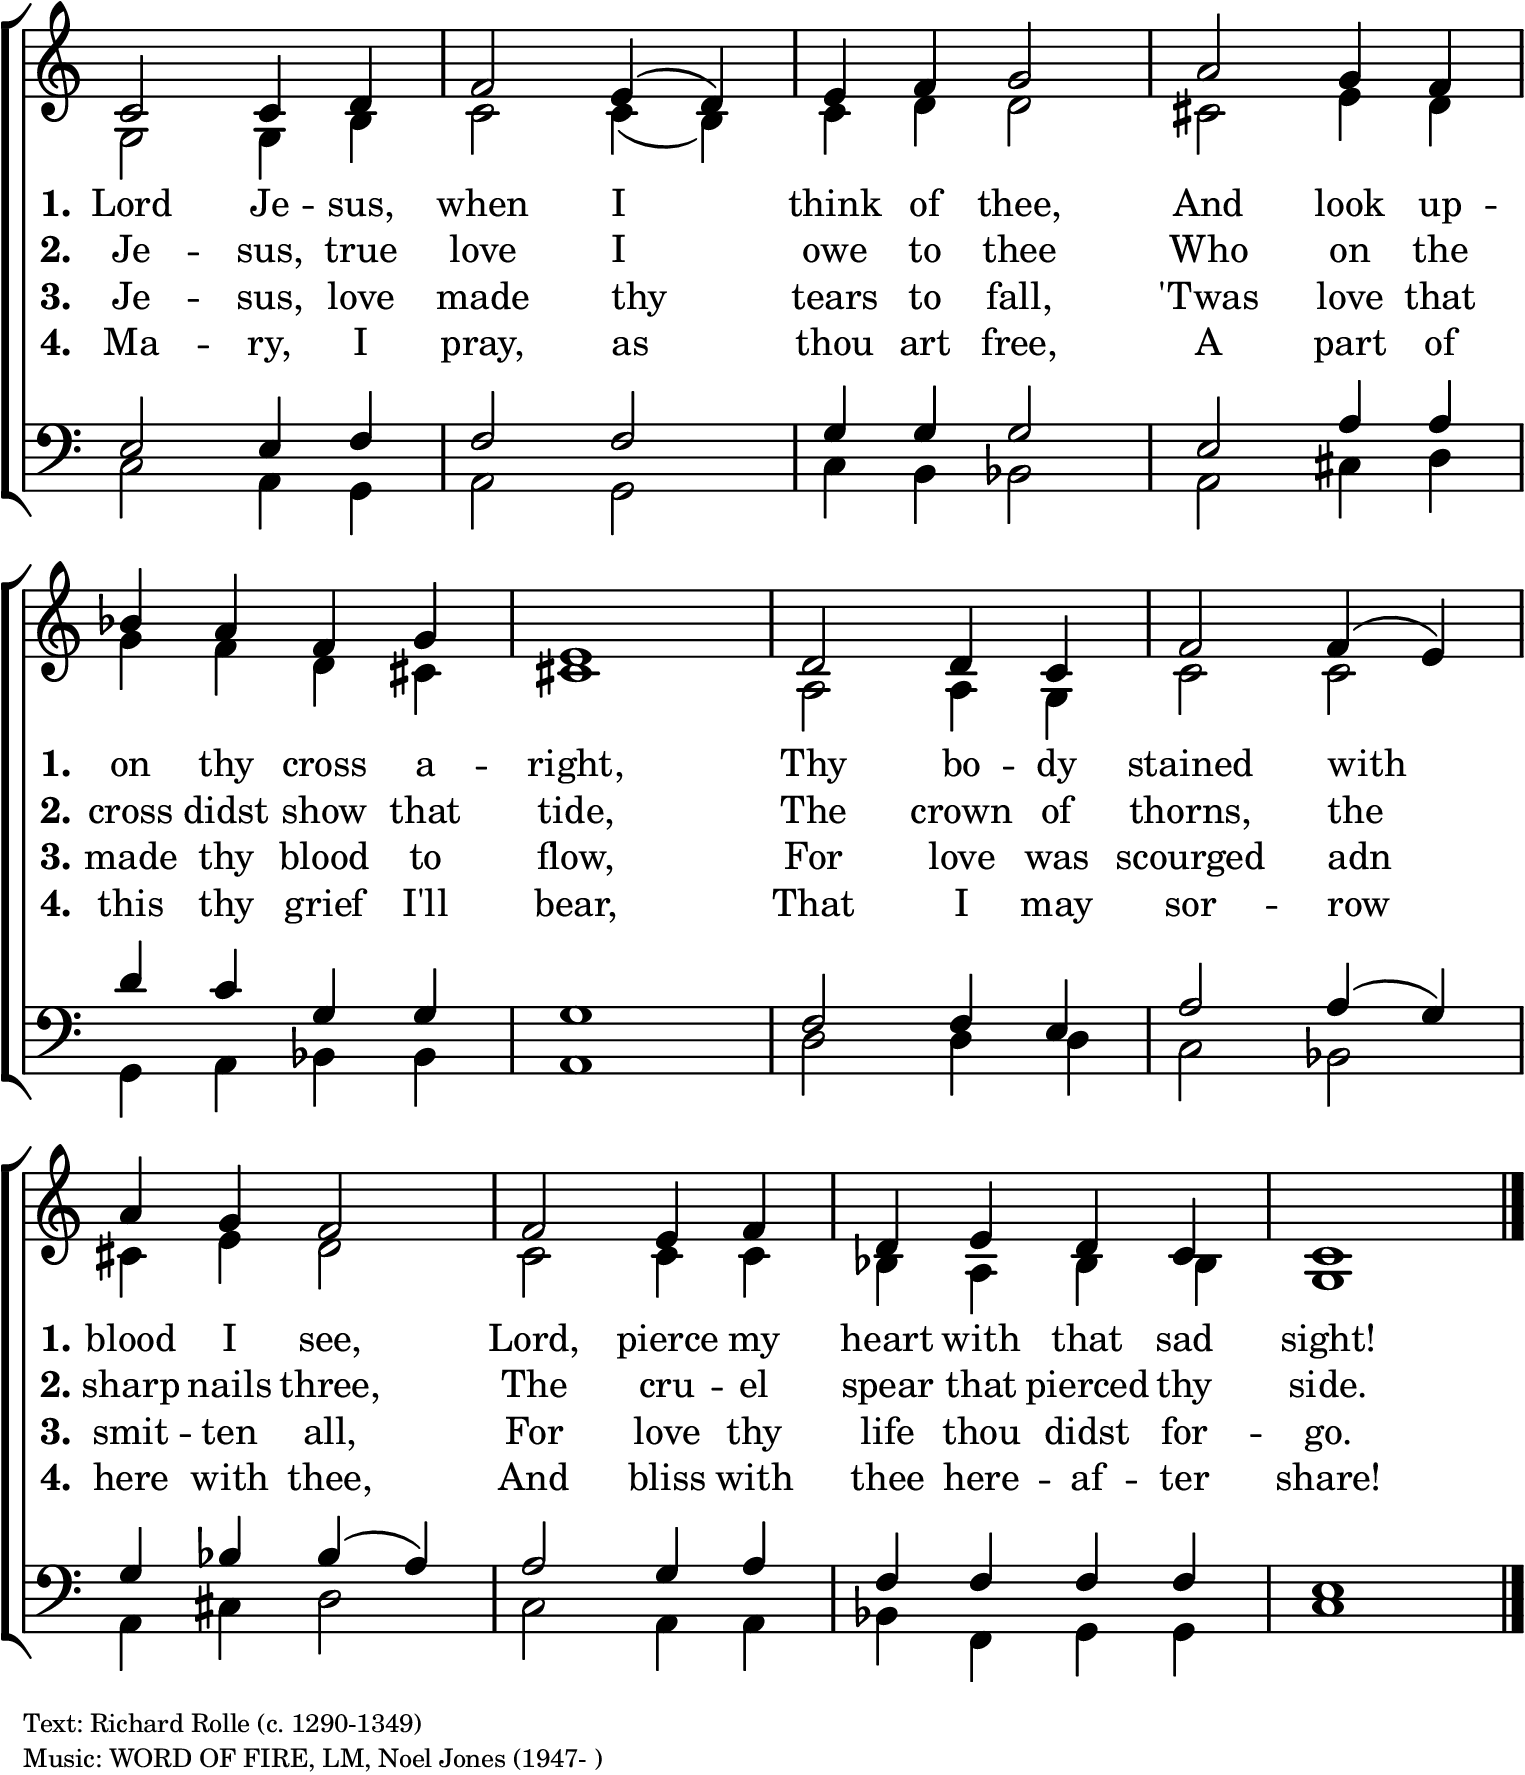 1. Lord Je - sus, when I think of thee, And look up -
2. Je - sus, true love I owe to thee Who on the
3. Je - sus, love made thy tears to fall, 'Twas love that
4. Ma - ry, I pray, as thou art free, A part of
1. on thy cross a - right, Thy bo - dy stained with
2. cross didst show that tide, The crown of thorns, the
3. made thy blood to flow, For love was scourged adn
4. this thy grief I'll bear, That I may sor - row
1. blood I see, Lord, pierce my heart with that sad sight!
2. sharp nails three, The cru - el spear that pierced thy side.
3. smit - ten all, For love thy life thou didst for - go.
4. here with thee, And bliss with thee here - af - ter share!
Text: Richard Rolle (c. 1290-1349)
Music: WORD OF FIRE, LM, Noel Jones (1947- )